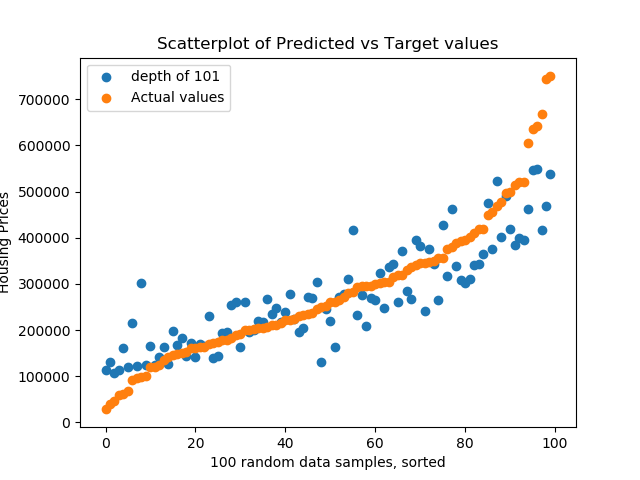 Scatterplot of Predicted vs Target values
depth of 101
Actual values
700000
600000
500000
400000
300000
200000
100000
0
Housing Prices
0 20 40 60 80 100
100 random data samples, sorted